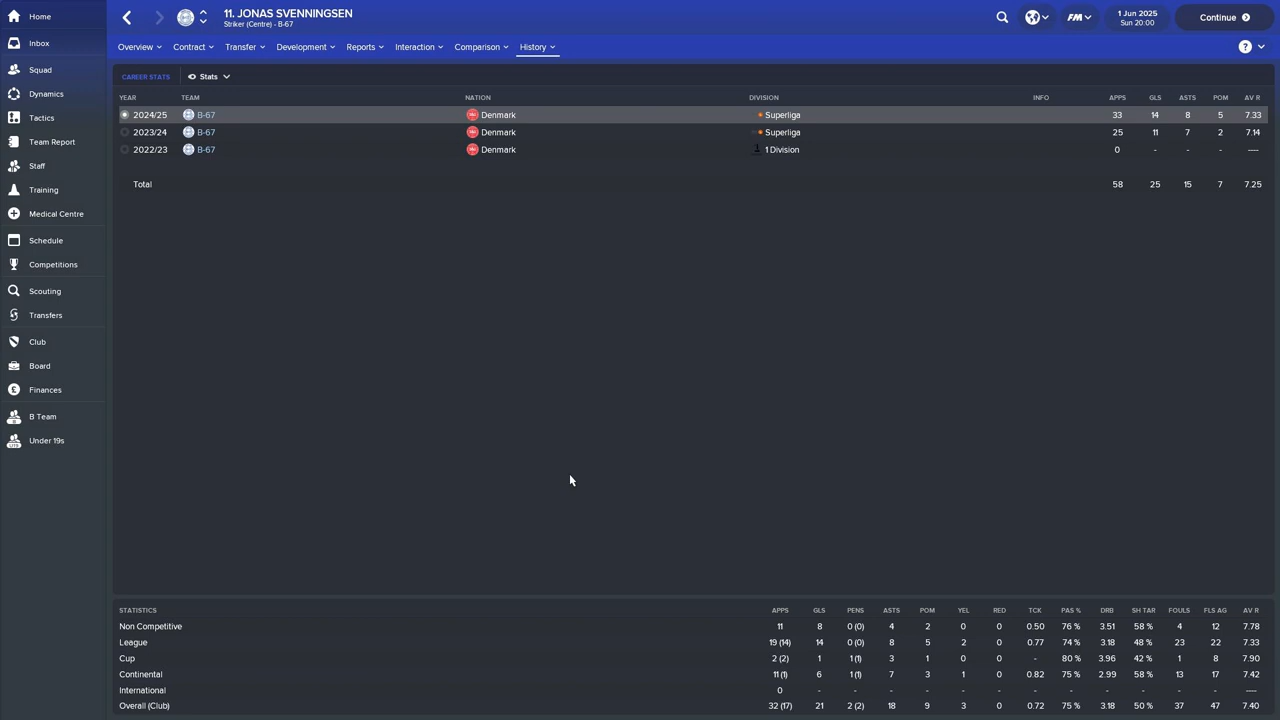 Home
11. JONAS SVENNINGSEN
Striker (Centre) - B-67
FM
1 Jun 2025
Sun 20:00
Continue
Inbox
Squad
Dynamics
Tactics
Team Report
Staff
Training
Medical Centre
Schedule
Competitions
Scouting
Transfers
Club
Board
Finances
B Team
Under 19s
Overview Contract Transfer Development Reports Interaction Comparison History ?
CAREER STATS Stats
YEAR TEAM NATION DIVISION INFO APPS GLS ASTS POM AV R
2024/25 B-67 Denmark Superliga 33 14 8 5 7.33
2023/24 B-67 Denmark Superliga 25 11 7 2 7.14
2022/23 B-67 Denmark 1 Division 0 - - - ----
Total 58 25 15 7 7.25
STATISTICS APPS GLS PENS ASTS POM YEL RED TCK PAS % DRB SH TAR FOULS FLS AG AV R
Non Competitive 11 8 0 (0) 4 2 0 0 0.50 76 % 3.51 58 % 4 12 7.78
League 19 (14) 14 0 (0) 8 5 2 0 0.77 74 % 3.18 48 % 23 22 7.33
Cup 2 (2) 1 1 (1) 3 1 0 0 - 80 % 3.96 42 % 1 8 7.90
Continental 11 (1) 6 1 (1) 7 3 1 0 0.82 75 % 2.99 58 % 13 17 7.42
International 0 - - - - - - - - - - - - ----
Overall (Club) 32 (17) 21 2 (2) 18 9 3 0 0.72 75 % 3.18 50 % 37 47 7.40